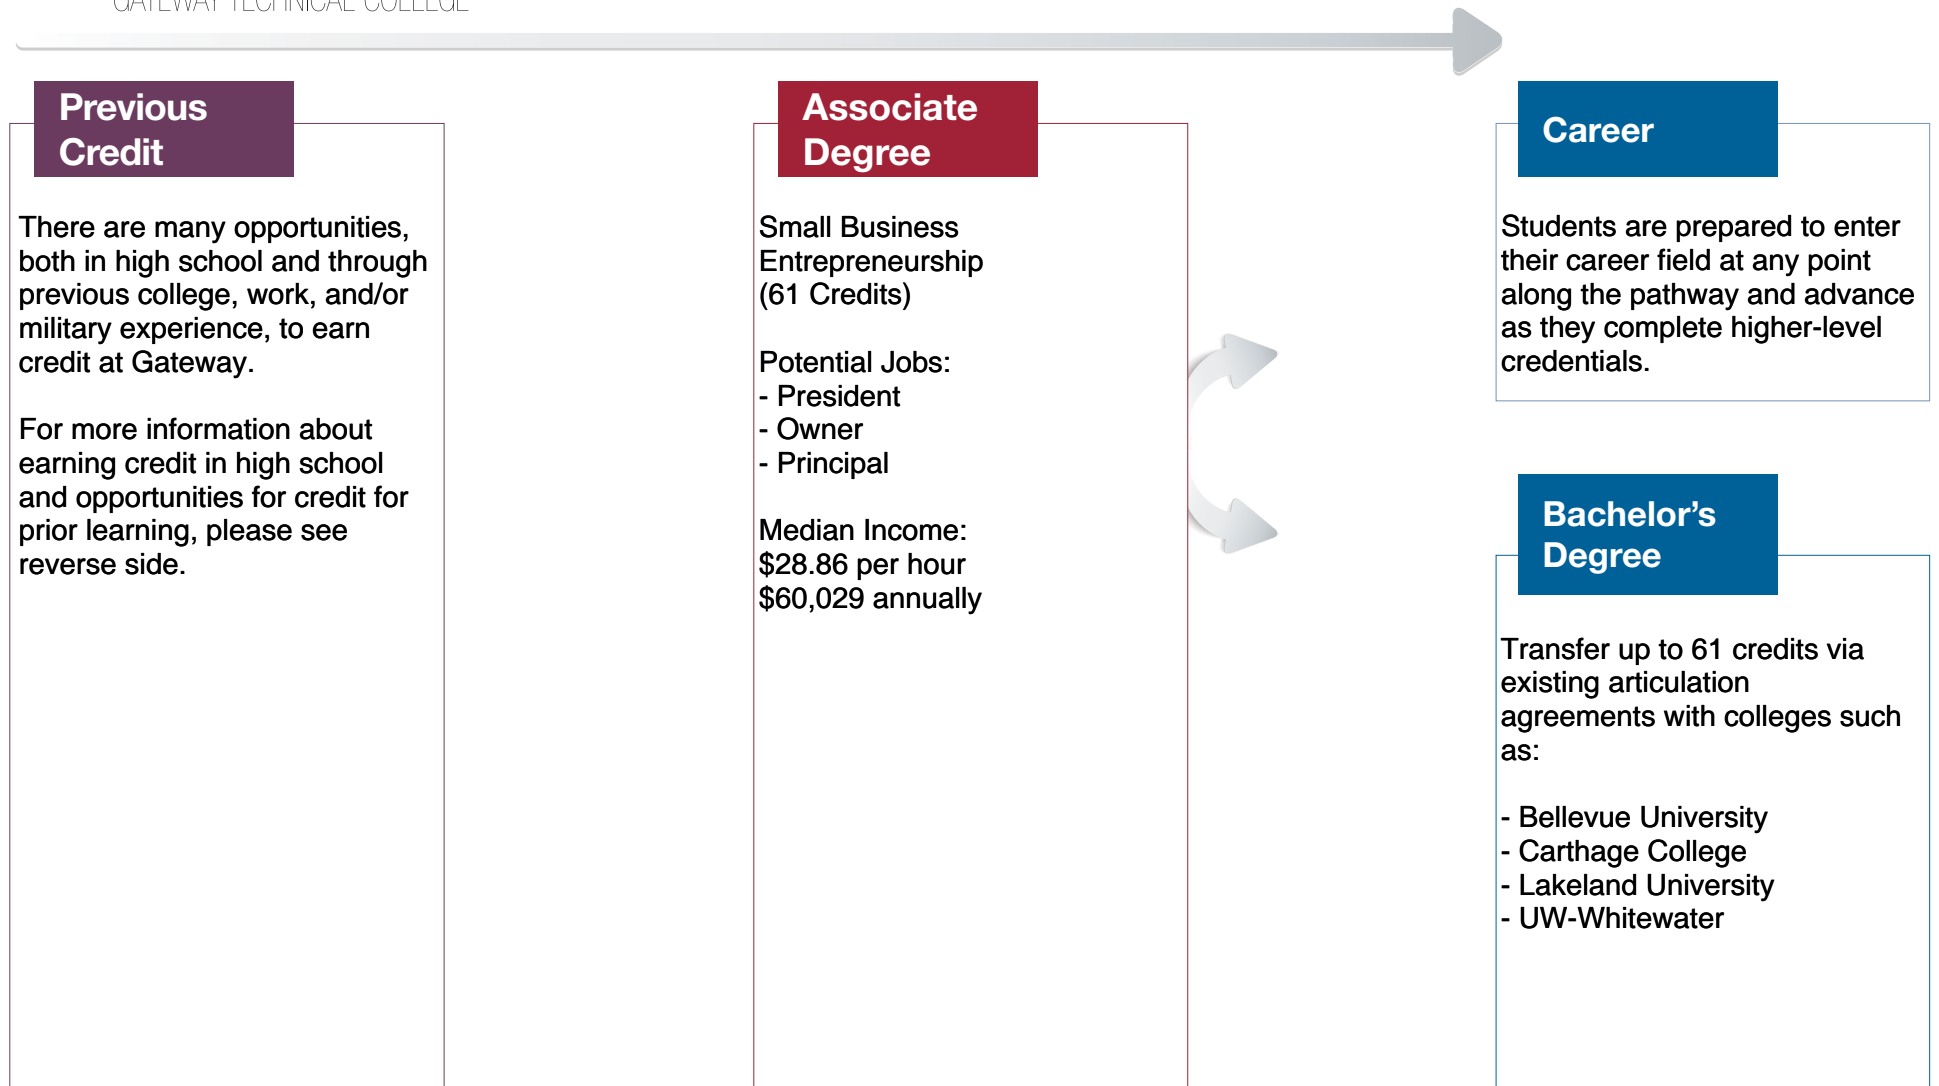 GATEWAY TECHNICAL COLLEGE
Previous
Credit
There are many opportunities,
both in high school and through
previous college, work, and/or
military experience, to earn
credit at Gateway.
For more information about
earning credit in high school
and opportunities for credit for
prior learning, please see
reverse side.
Associate
Degree
Small Business
Entrepreneurship
(61 Credits)
Potential Jobs:
- President
- Owner
- Principal
Median Income:
$28.86 per hour
$60,029 annually
Career
Students are prepared to enter
their career field at any point
along the pathway and advance
as they complete higher-level
credentials.
Bachelor’s
Degree
Transfer up to 61 credits via
existing articulation
agreements with colleges such
as:
- Bellevue University
- Carthage College
- Lakeland University
- UW-Whitewater